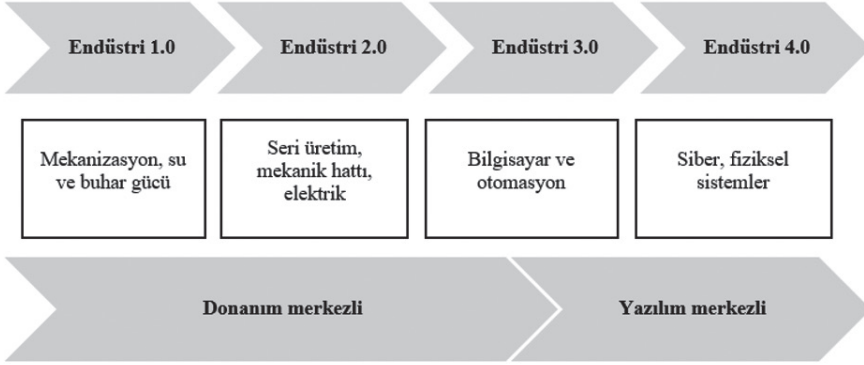 Endüstri 1.0
Endüstri 2.0
Endüstri 3.0
Endüstri 4.0
Mekanizasyon, su
ve buhar gücü
Seri üretim,
mekanik hattı,
elektrik
Bilgisayar ve
otomasyon
Siber, fiziksel
sistemler
Donanım merkezli
Yazılım merkezli